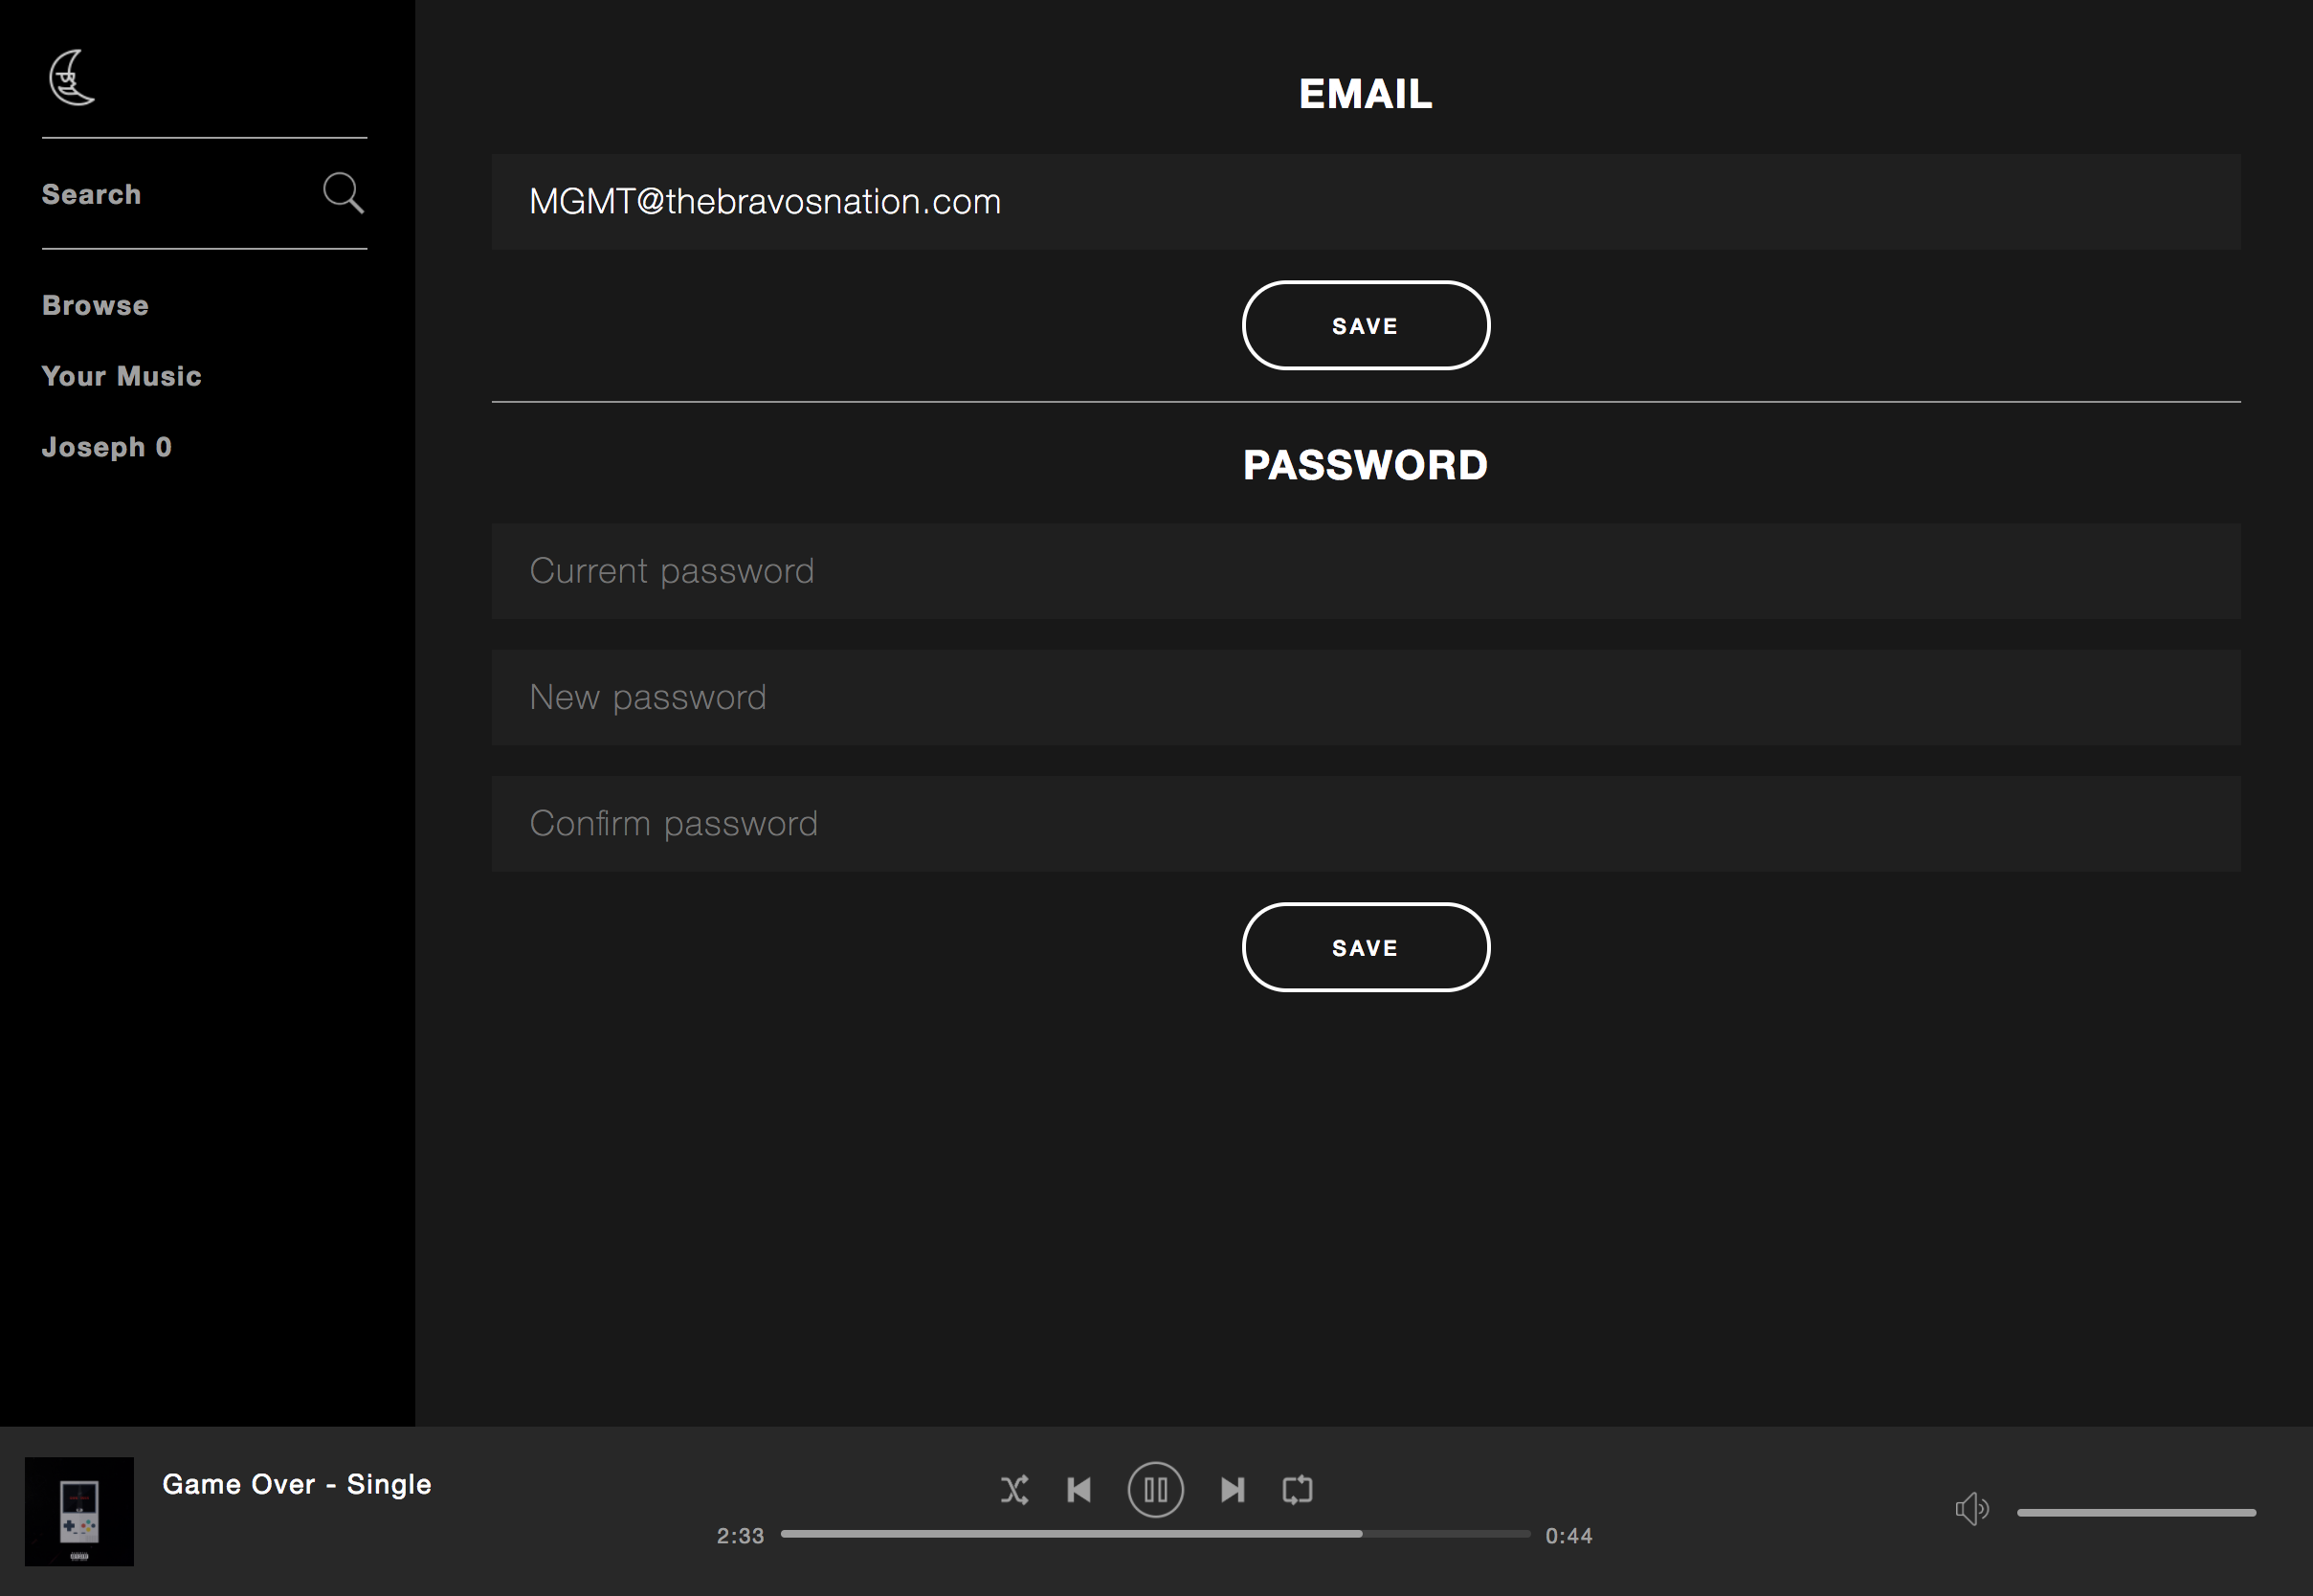 Search
Browse
Your Music
Joseph 0
EMAIL
MGMT@thebravosnation.com
SAVE
PASSWORD
Current password
New password
Confirm password
SAVE
Game Over - Single
2:33
0:44